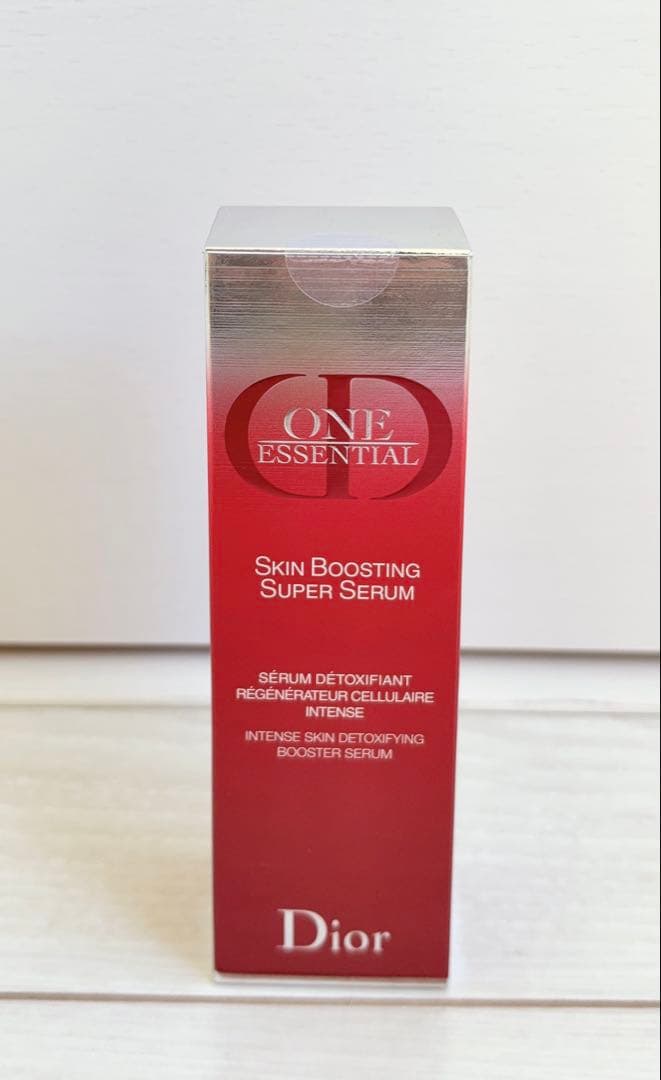 ONE
ESSENTIAL
SKIN BOOSTING
SUPER SERUM
SÉRUM DÉTOXIFIANT
RÉGÉNÉRATEUR CELLULAIRE
INTENSE
INTENSE SKIN DETOXIFYING
BOOSTER SERUM
Dior